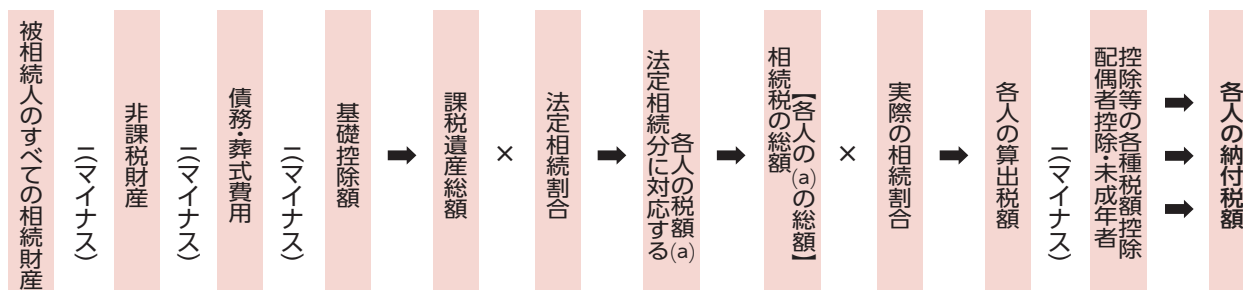 被相続人のすべての相続財産
ー(マイナス)
非課税財産
ー(マイナス)
債務・葬式費用
ー(マイナス)
基礎控除額
➡
課税遺産総額
×
法定相続割合
➡
各人の税額(a)
法定相続分に対応する
➡
【各人の(a)の総額】
相続税の総額
×
実際の相続割合
➡
各人の算出税額
ー(マイナス)
控除等の各種税額控除
配偶者控除・未成年者
➡
➡
➡
各人の納付税額